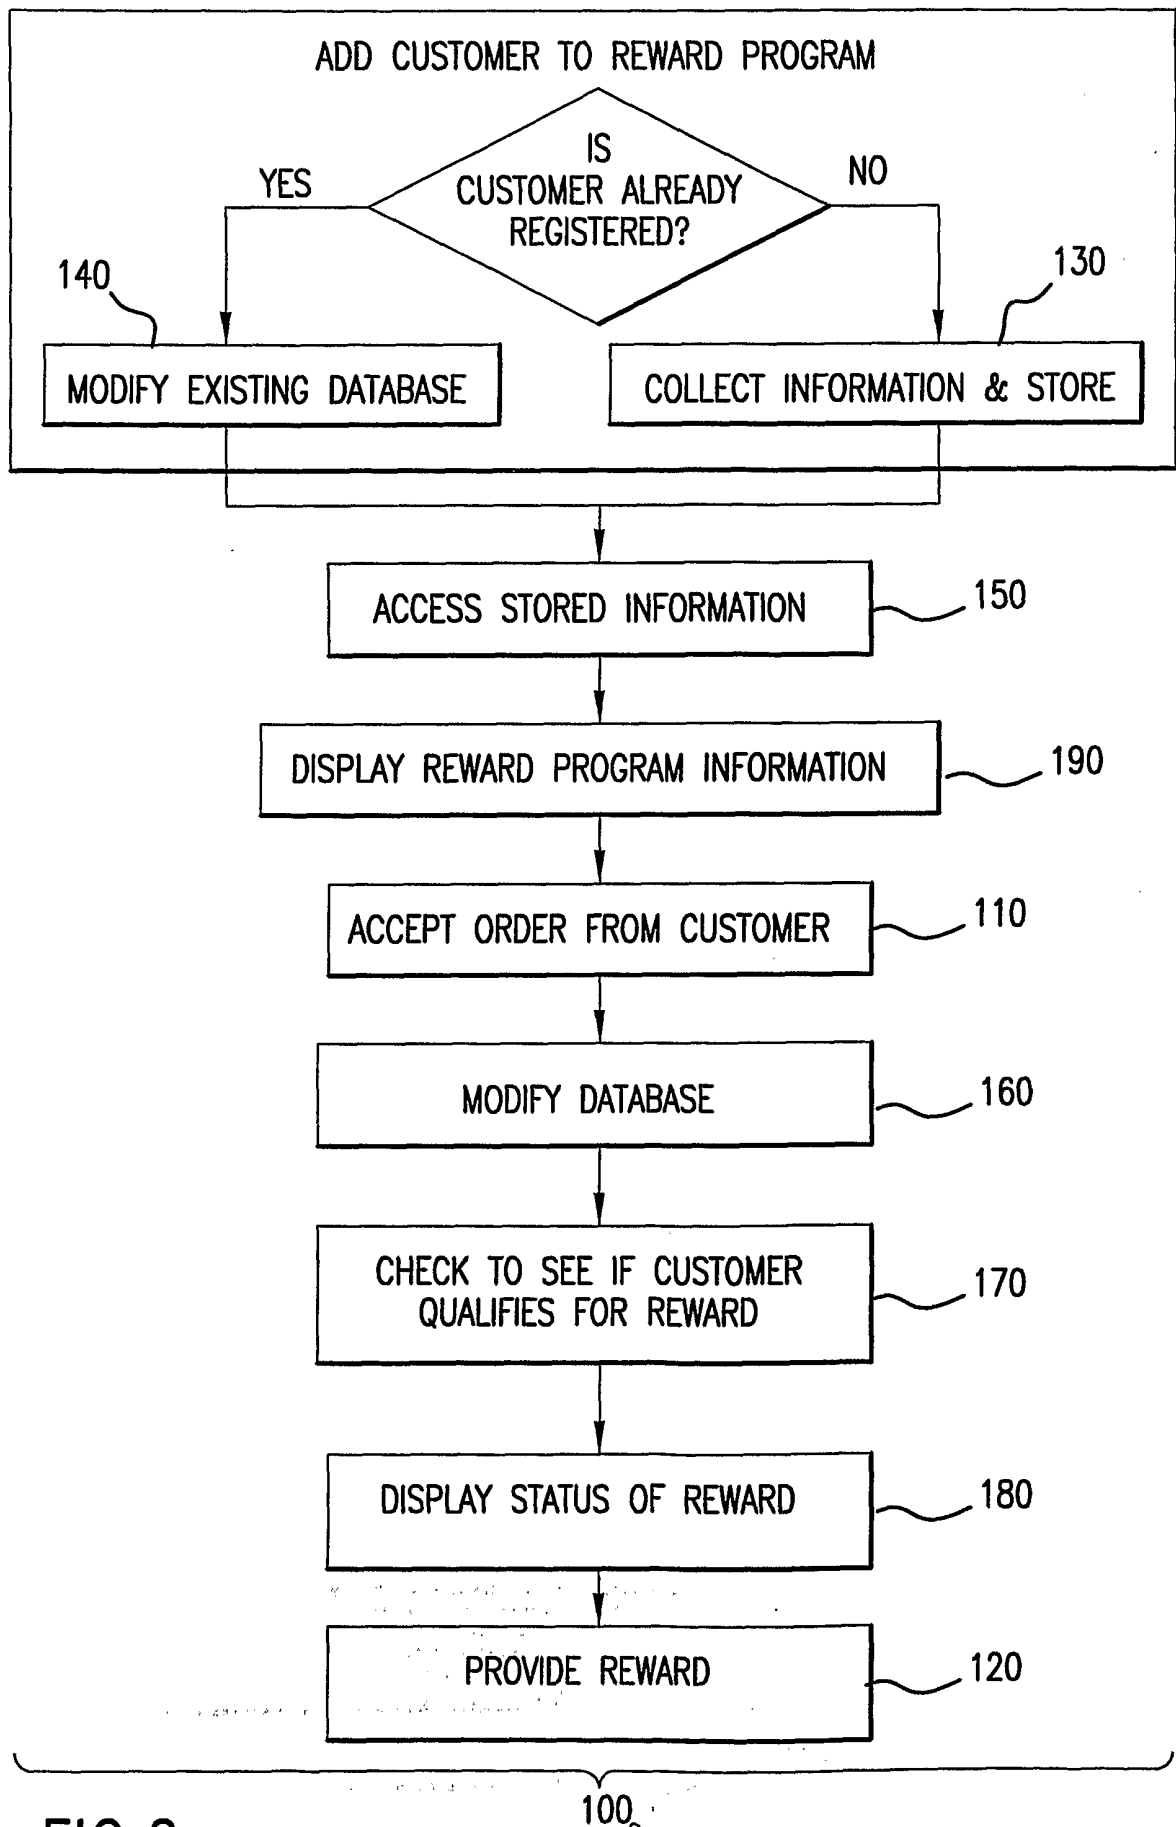 ADD CUSTOMER TO REWARD PROGRAM
IS
CUSTOMER ALREADY
REGISTERED?
YES
NO
140
130
MODIFY EXISTING DATABASE
COLLECT INFORMATION & STORE
ACCESS STORED INFORMATION
150
DISPLAY REWARD PROGRAM INFORMATION
190
ACCEPT ORDER FROM CUSTOMER
110
MODIFY DATABASE
160
CHECK TO SEE IF CUSTOMER
QUALIFIES FOR REWARD
170
DISPLAY STATUS OF REWARD
180
PROVIDE REWARD
120
100